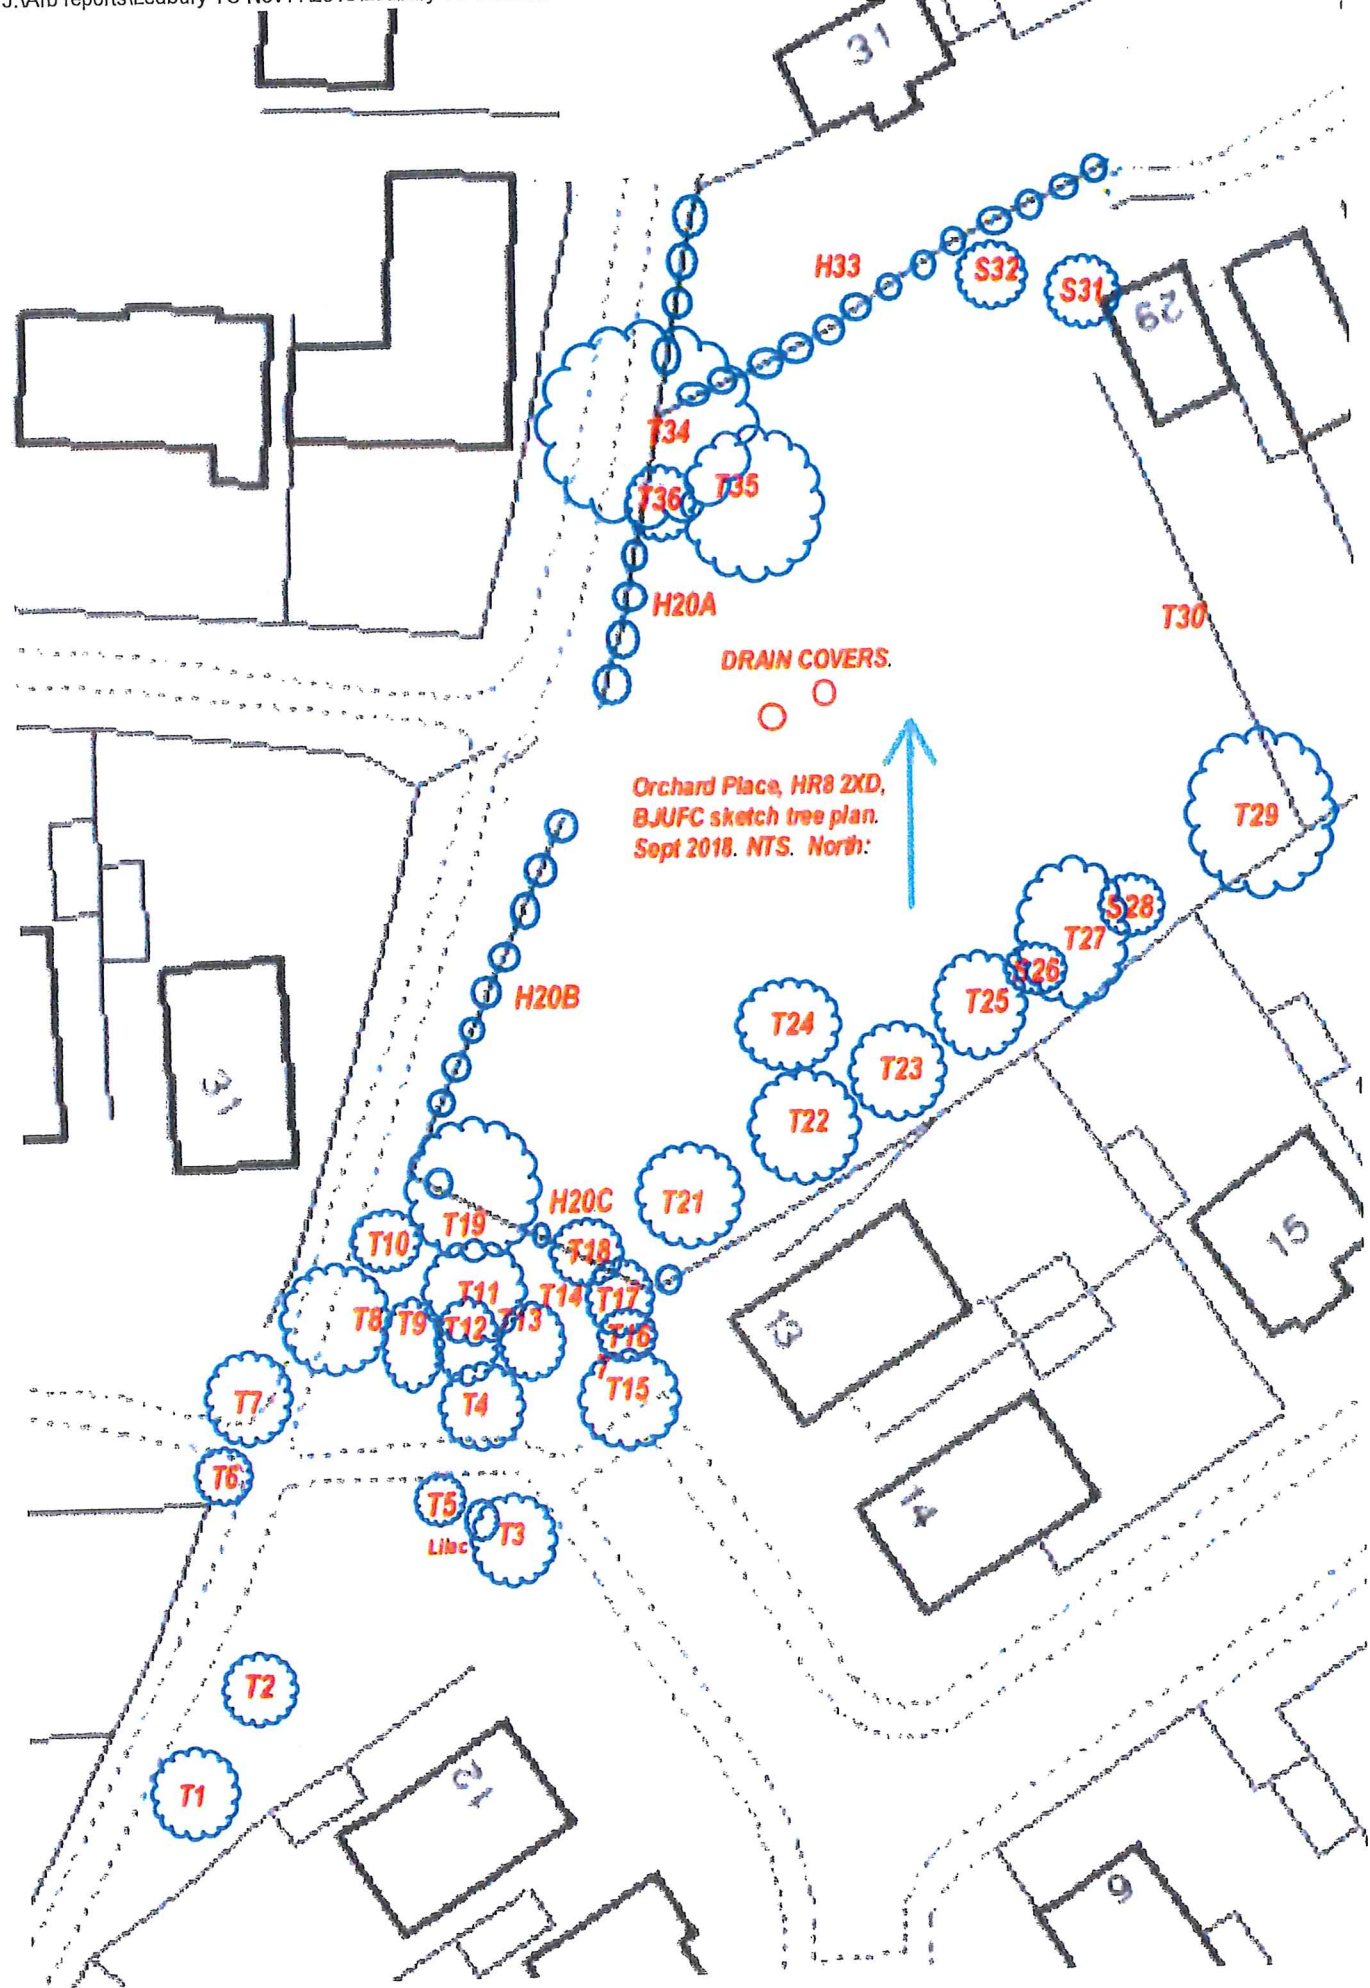 31
H33
S32
S31
29
T34
T36
T35
H20A
T30
DRAIN COVERS.
Orchard Place, HR8 2XD,
BJUFC sketch tree plan.
Sept 2018. NTS. North:
T29
S28
T27
S26
T25
H20B
T24
T23
31
T22
T21
H20C
T19
T10
T18
15
T11
T14
T17
T8
T9
T12
T13
T16
13
T7
T4
T15
T6
T5
T3
Lilac
14
T2
T1
12
9